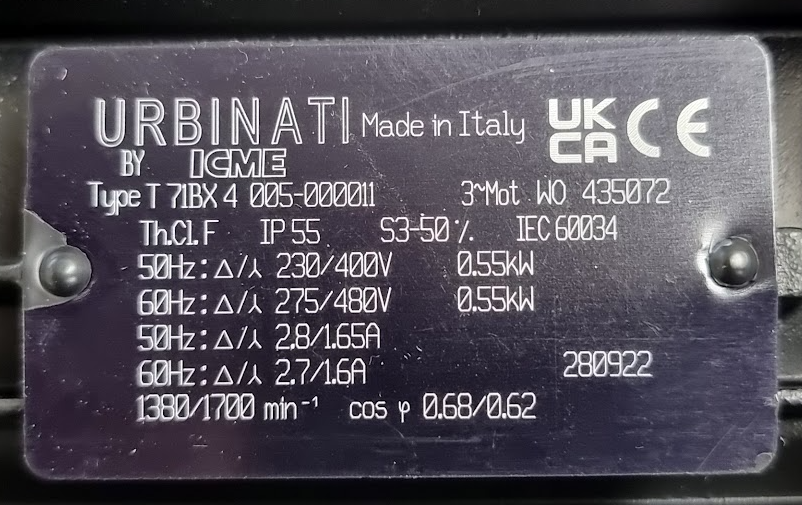 URBINATI Made in Italy UK CA CE
BY ICME
Type T 71BX 4 005-000011 3~Mot WO 435072
Th.Cl. F IP 55 S3-50% IEC 60034
50Hz: Δ/⅄ 230/400V 0.55kW
60Hz: Δ/⅄ 275/480V 0.55kW
50Hz: Δ/⅄ 2.8/1.65A
60Hz: Δ/⅄ 2.7/1.6A 280922
1380/1700 min⁻¹ cos φ 0.68/0.62